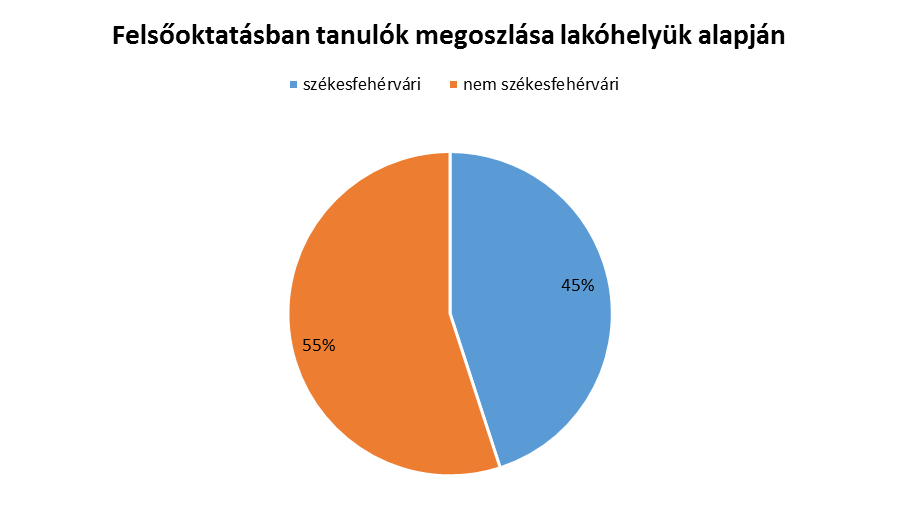 Felsőoktatásban tanulók megoszlása lakóhelyük alapján
székesfehérvári nem székesfehérvári
45%
55%